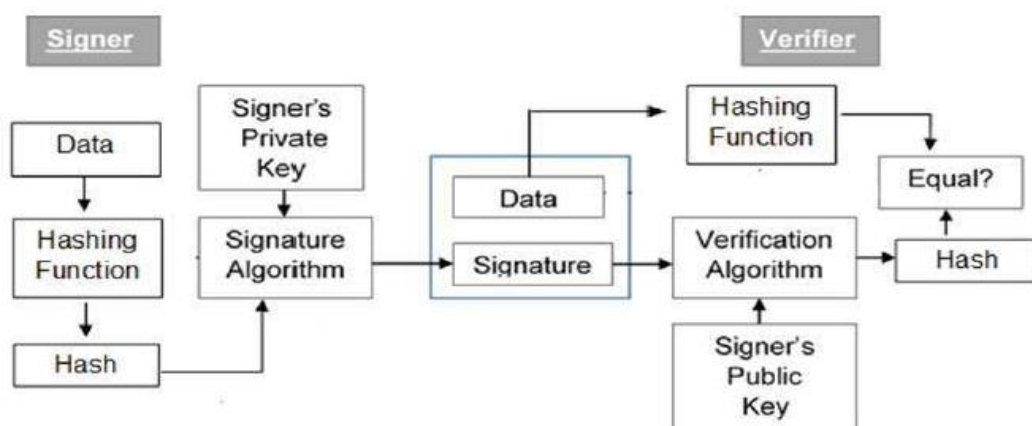 Signer
Verifier
Data
Hashing
Function
Hash
Signer's
Private
Key
Signature
Algorithm
Data
Signature
Hashing
Function
Verification
Algorithm
Signer's
Public
Key
Equal?
Hash